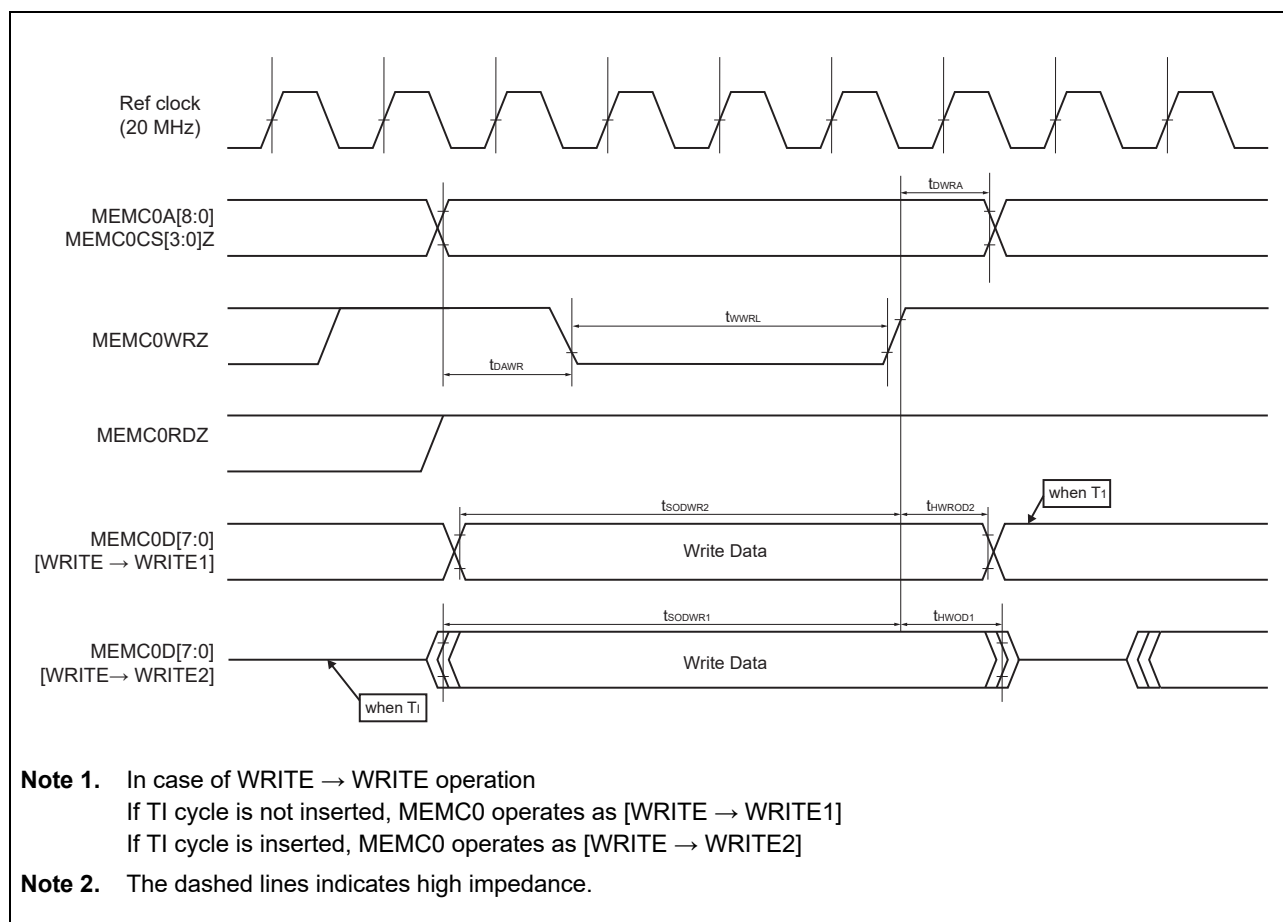 Ref clock
(20 MHz)
tDWRA
MEMC0A[8:0]
MEMC0CS[3:0]Z
tWWRL
MEMC0WRZ
tDAWR
MEMC0RDZ
when T1
tSODWR2
tHWROD2
MEMC0D[7:0]
[WRITE → WRITE1]
Write Data
tSODWR1
tHWOD1
MEMC0D[7:0]
[WRITE→ WRITE2]
Write Data
when TI
Note 1. In case of WRITE → WRITE operation
If TI cycle is not inserted, MEMC0 operates as [WRITE → WRITE1]
If TI cycle is inserted, MEMC0 operates as [WRITE → WRITE2]
Note 2. The dashed lines indicates high impedance.